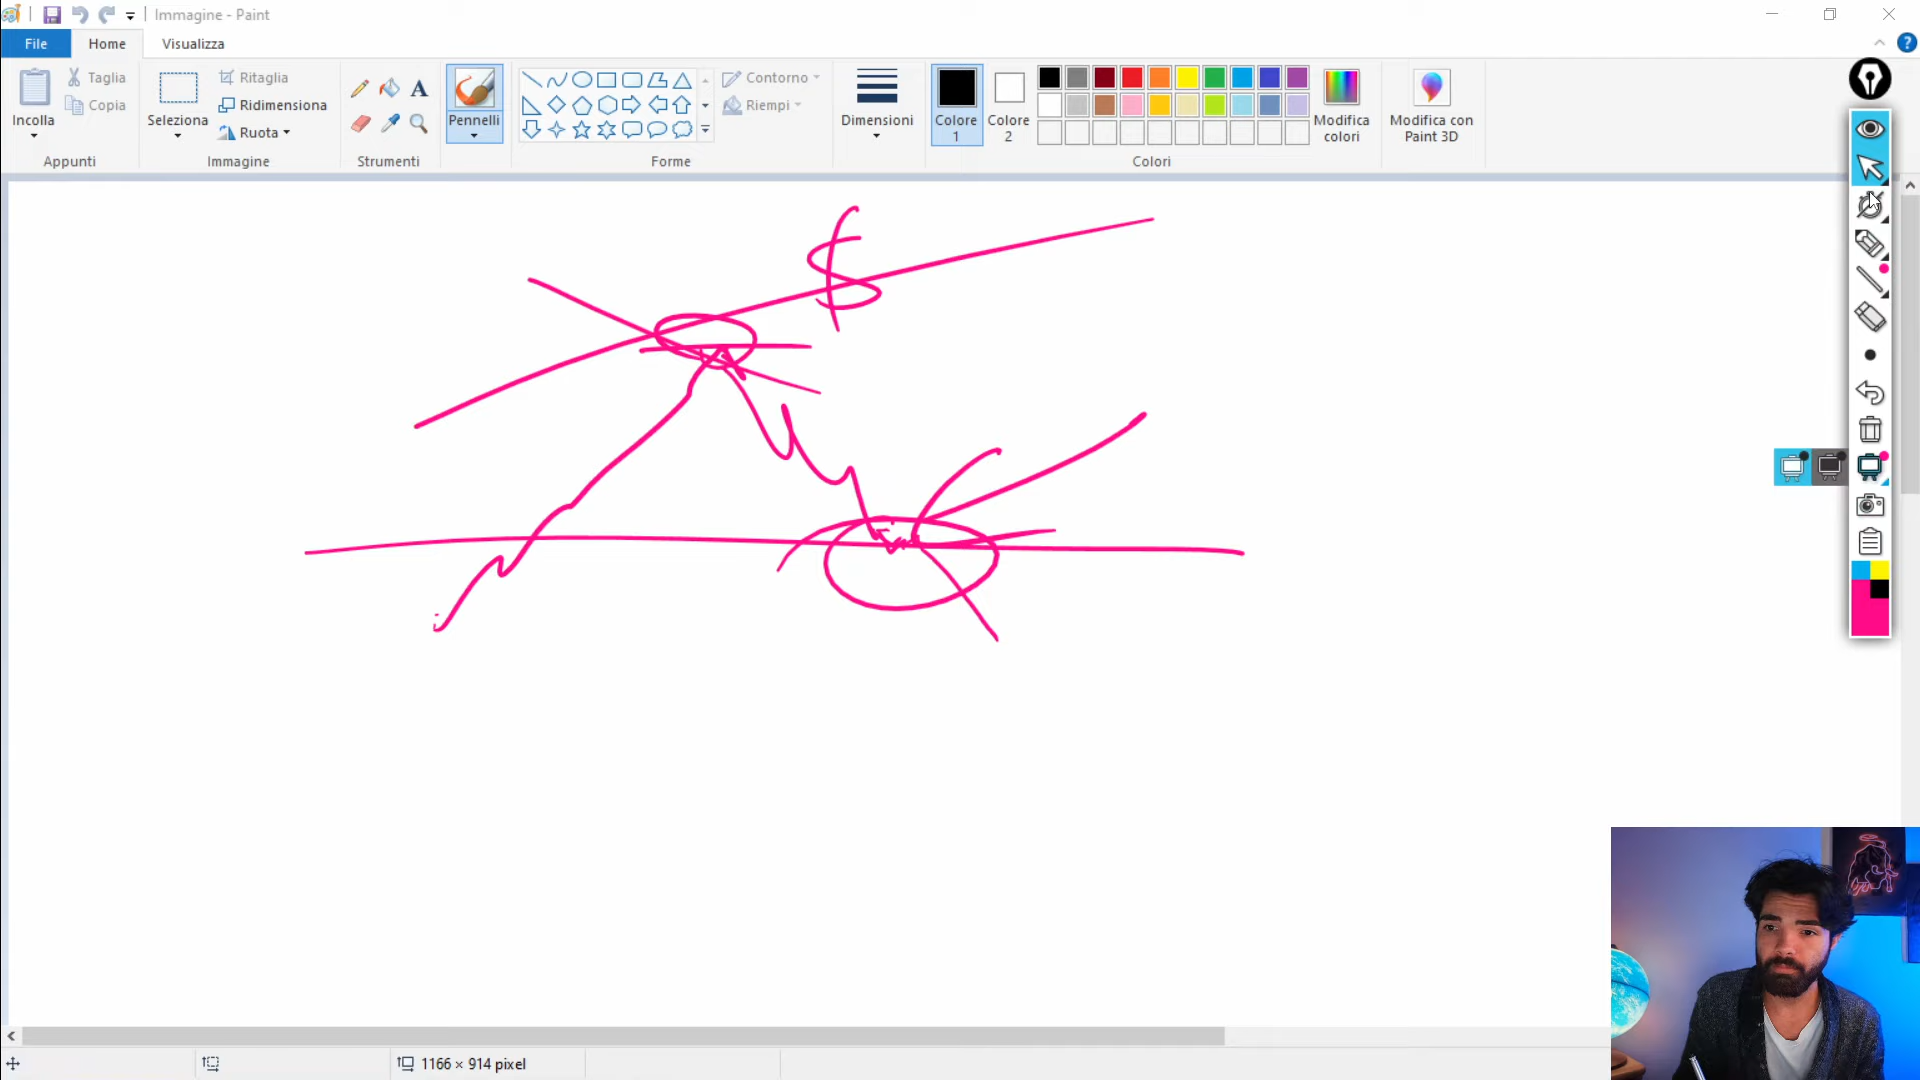 Immagine - Paint
File Home Visualizza
Incolla
Taglia
Copia
Appunti
Seleziona
Ritaglia
Ridimensiona
Ruota
Immagine
A
Strumenti
Pennelli
Forme
Contorno
Riempi
Dimensioni
Colore
1
Colore
2
Colori
Modifica
colori
Modifica con
Paint 3D
?
$
1166 × 914 pixel